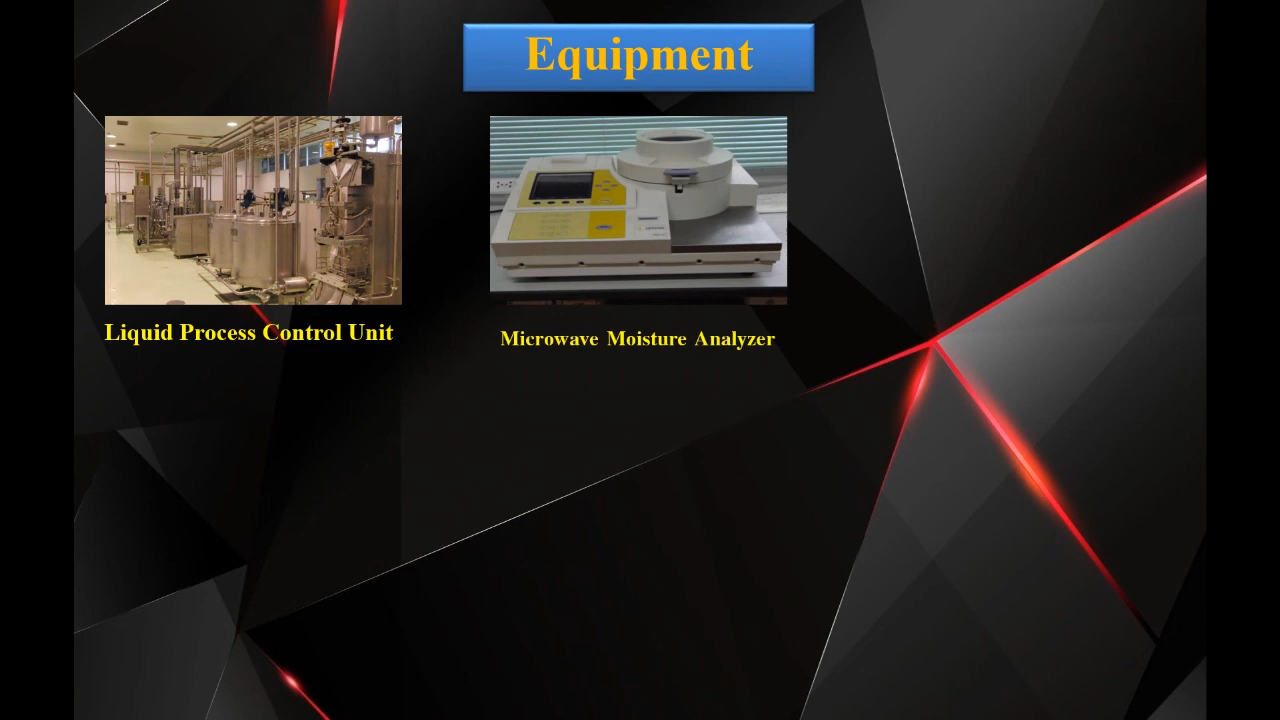 Equipment
Liquid Process Control Unit
Microwave Moisture Analyzer